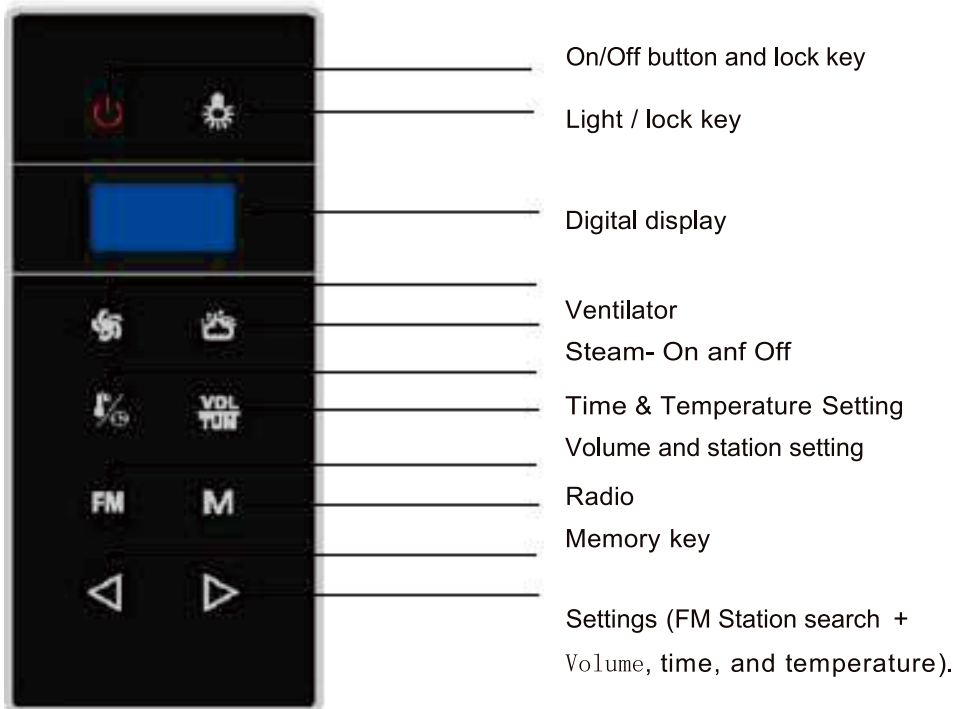 On/Off button and lock key
Light / lock key
Digital display
Ventilator
Steam- On anf Off
VOL
TUN
Time & Temperature Setting
Volume and station setting
FM M
Radio
Memory key
Settings (FM Station search +
Volume, time, and temperature).